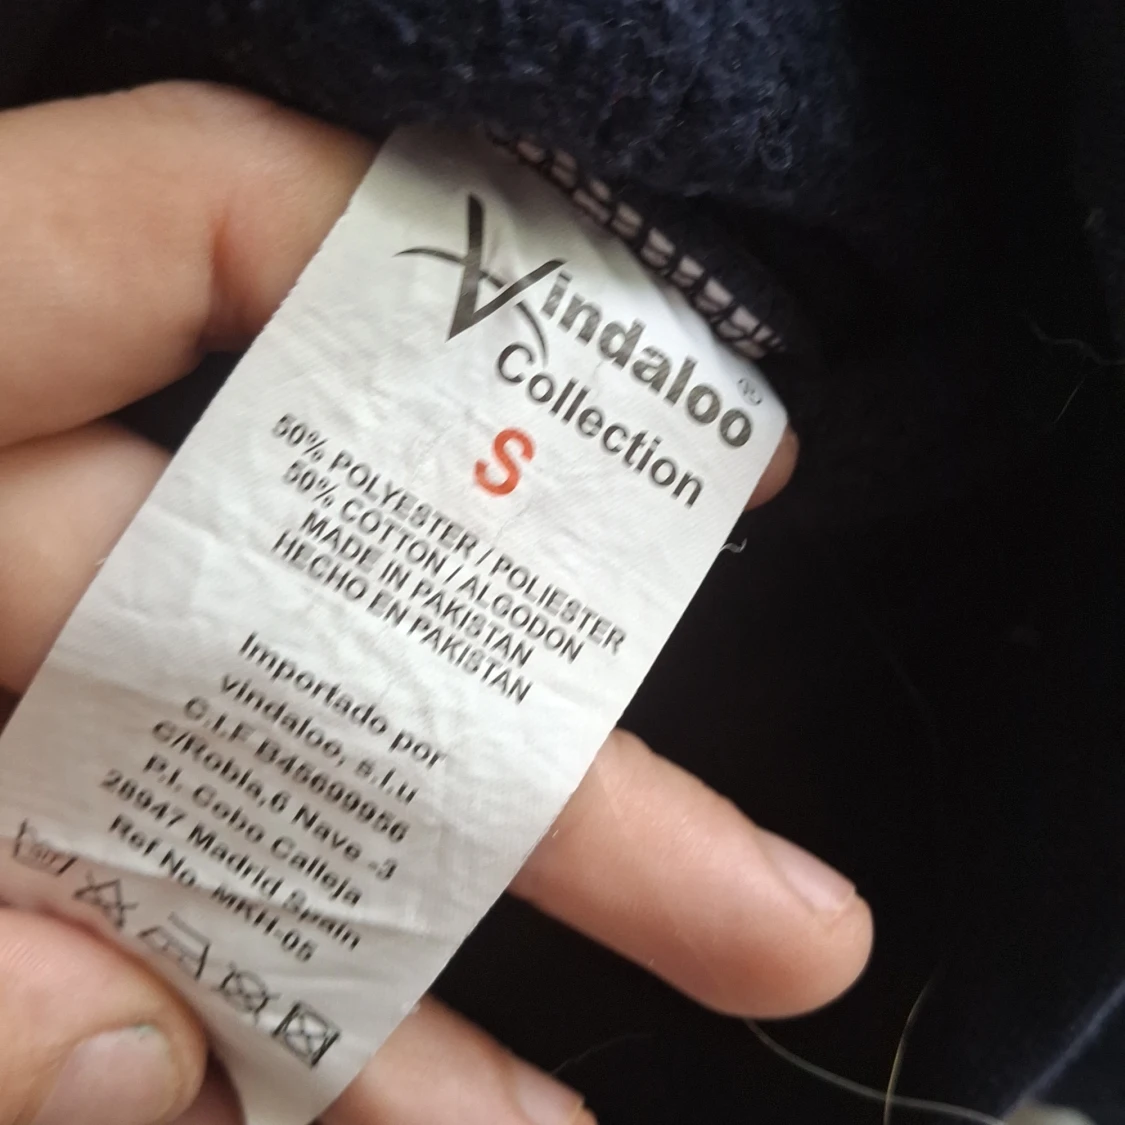 Vindaloo®
Collection
S
50% POLYESTER / POLIESTER
50% COTTON / ALGODON
MADE IN PAKISTAN
HECHO EN PAKISTAN
Importado por
vindaloo, s.l.u
C.I.F B45699956
c/Robla,6 Nave -3
P.I. Cobo Calleja
28947 Madrid Spain
Ref No. MKH-05